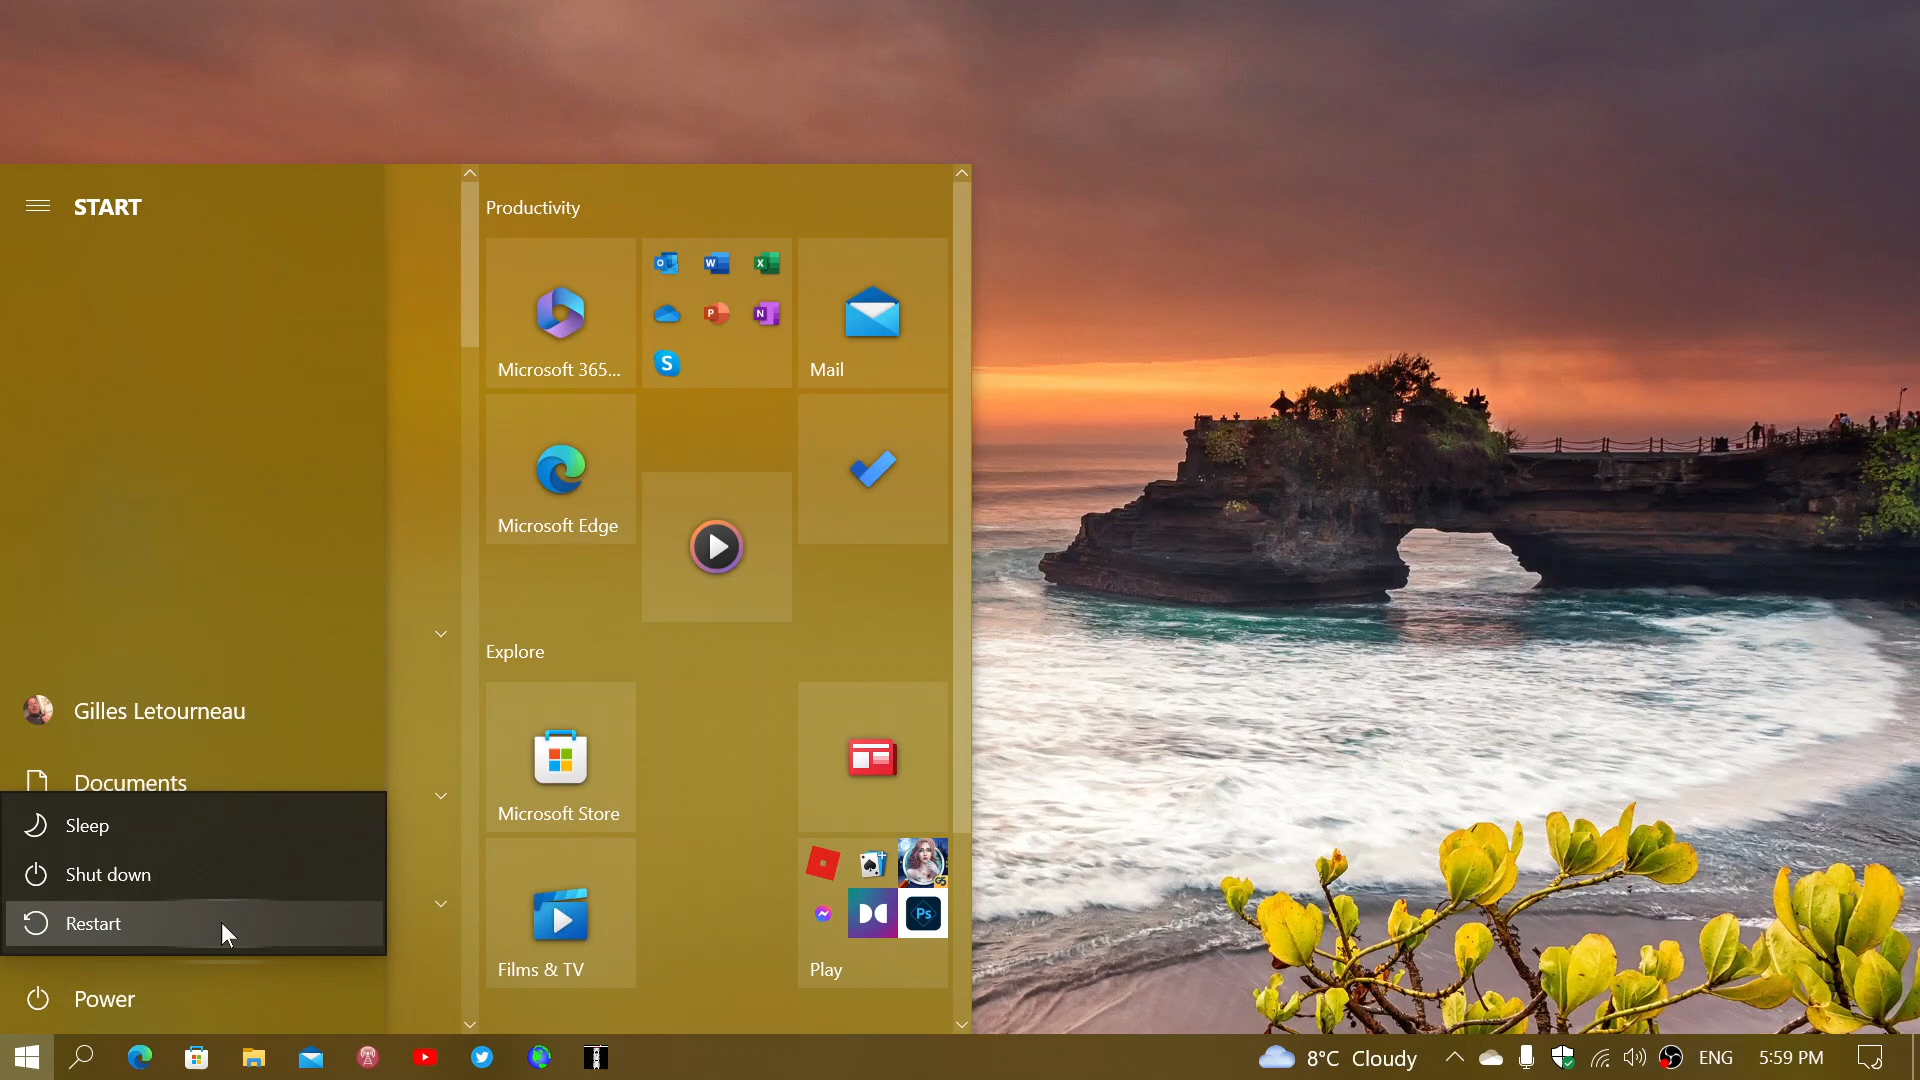 START
Productivity
Microsoft 365...
Mail
Microsoft Edge
Explore
Microsoft Store
Films & TV
Play
Gilles Letourneau
Documents
Sleep
Shut down
Restart
Power
8°C Cloudy
ENG
5:59 PM